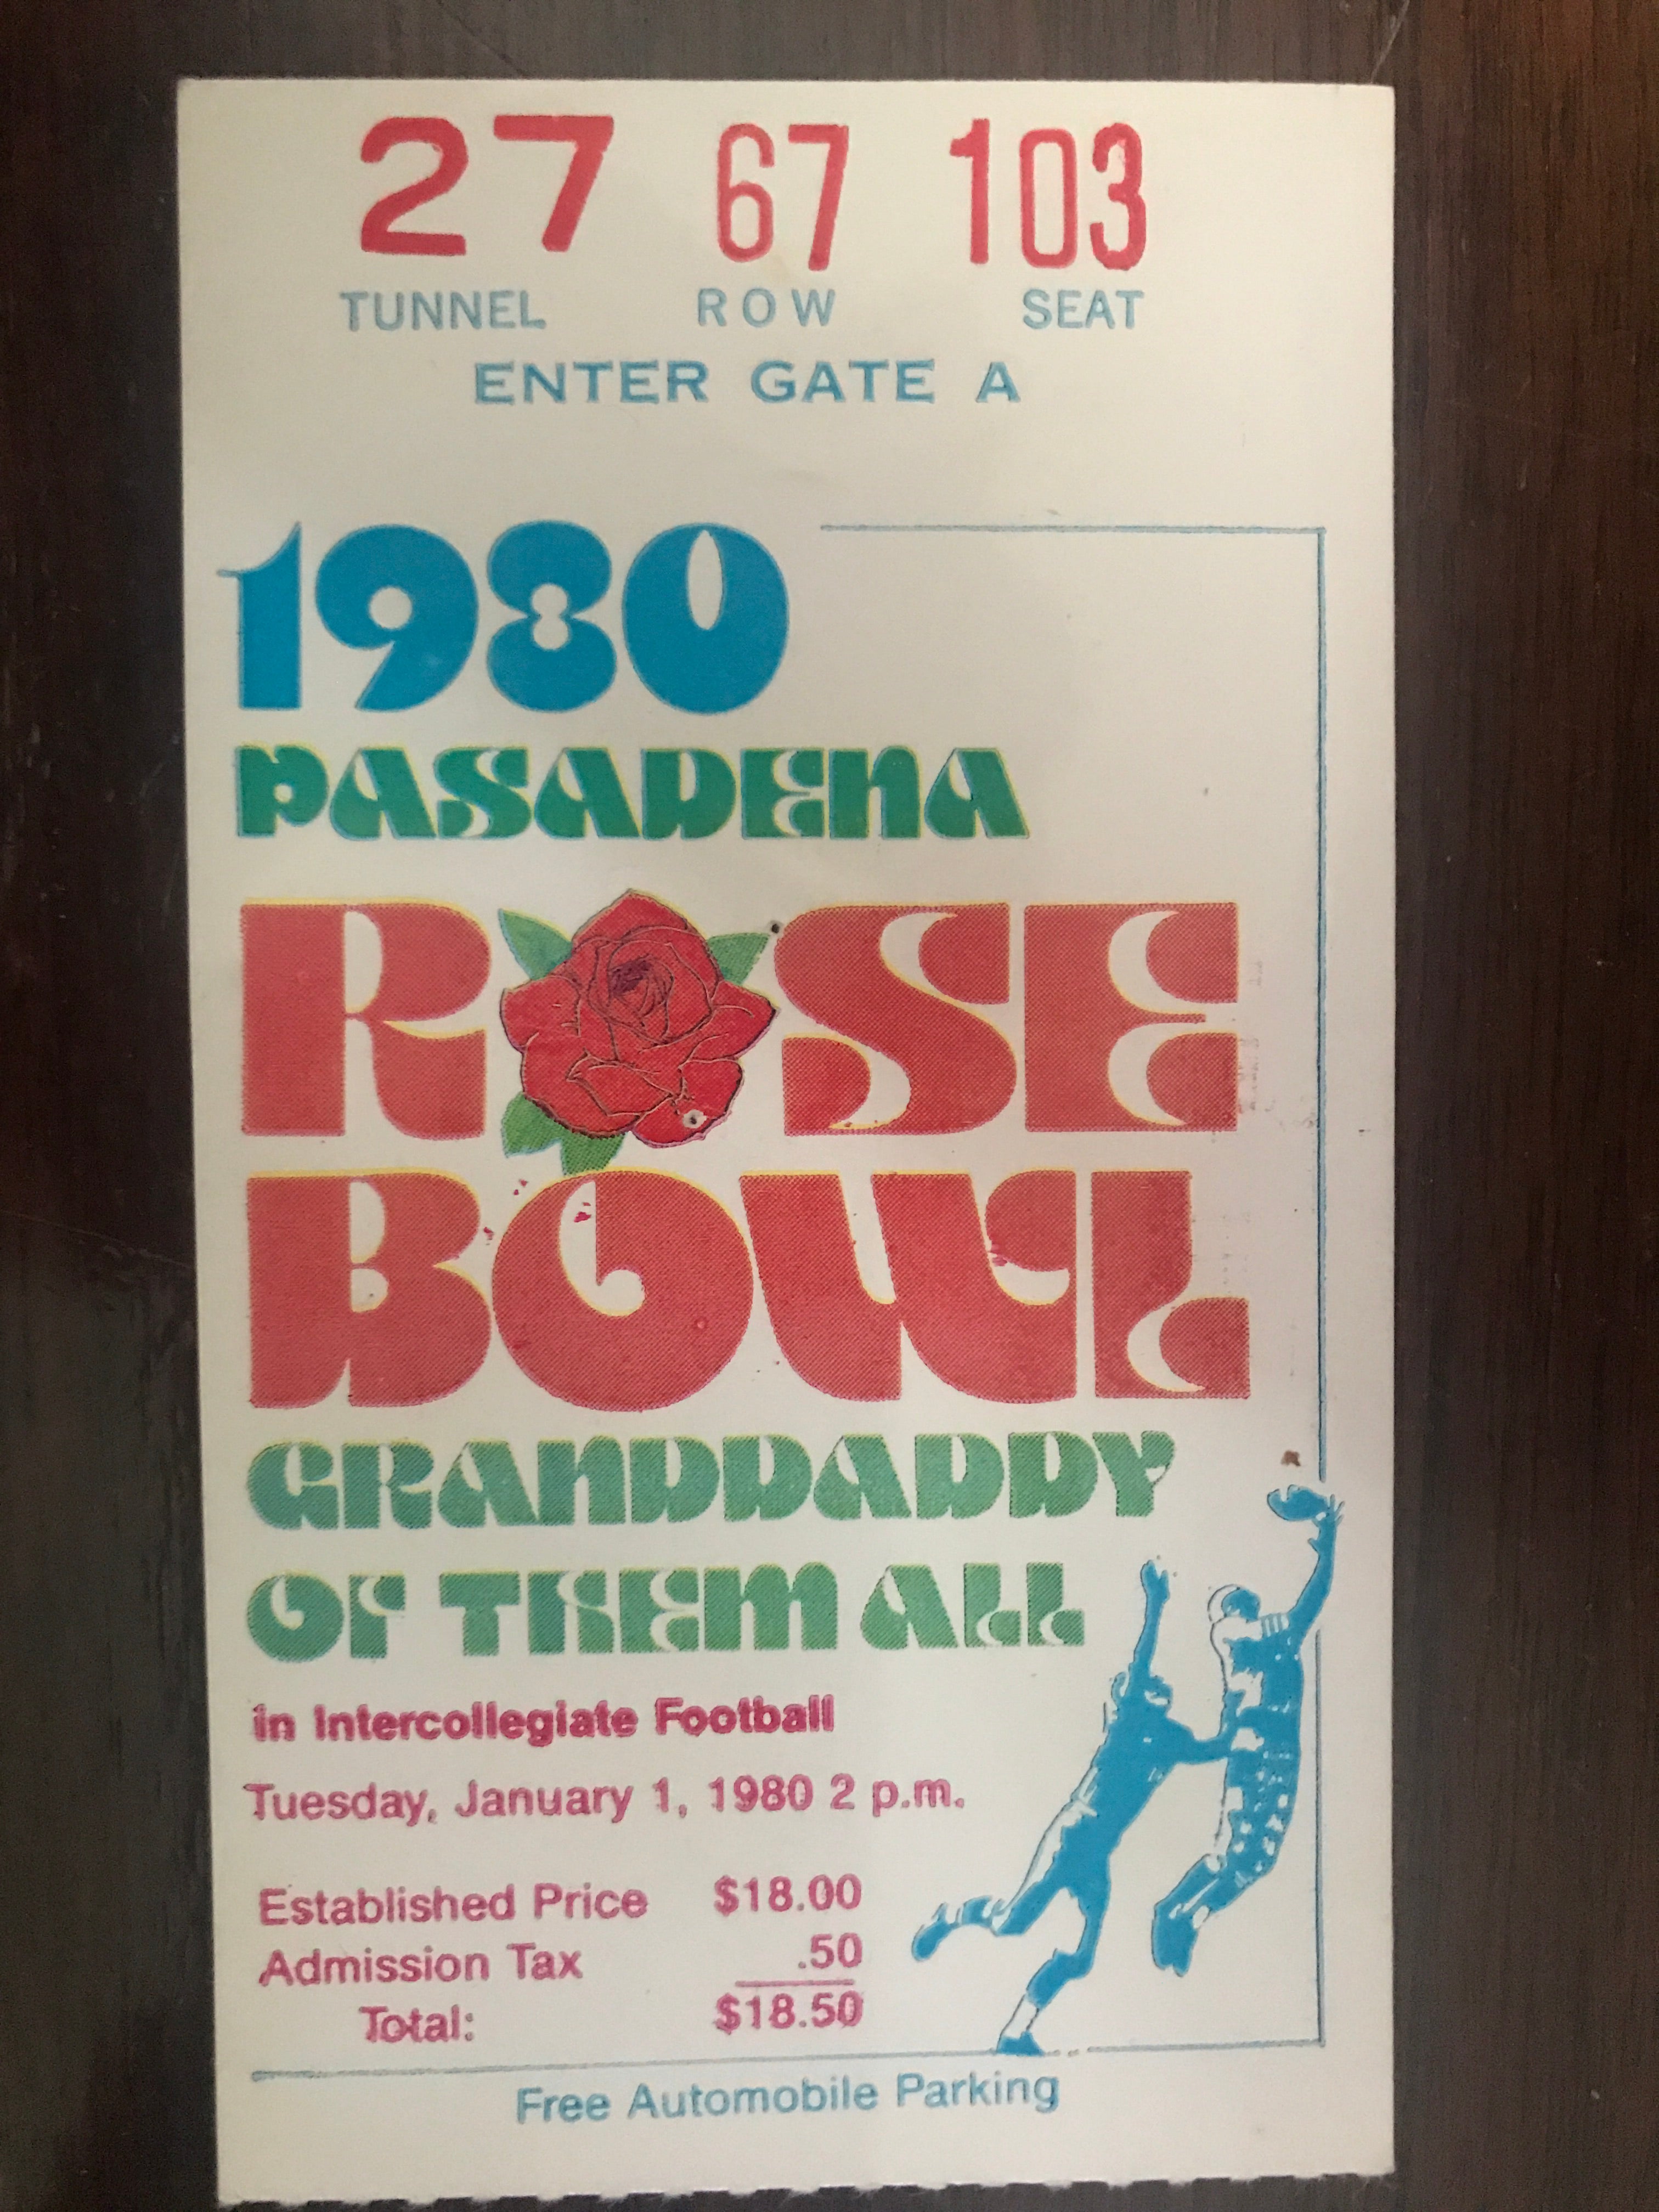 27 67 103
TUNNEL ROW SEAT
ENTER GATE A
1980
PASADENA
ROSE
BOWL
GRANDDADDY
OF THEM ALL
in Intercollegiate Football
Tuesday, January 1, 1980 2 p.m.
Established Price $18.00
Admission Tax .50
Total: $18.50
Free Automobile Parking